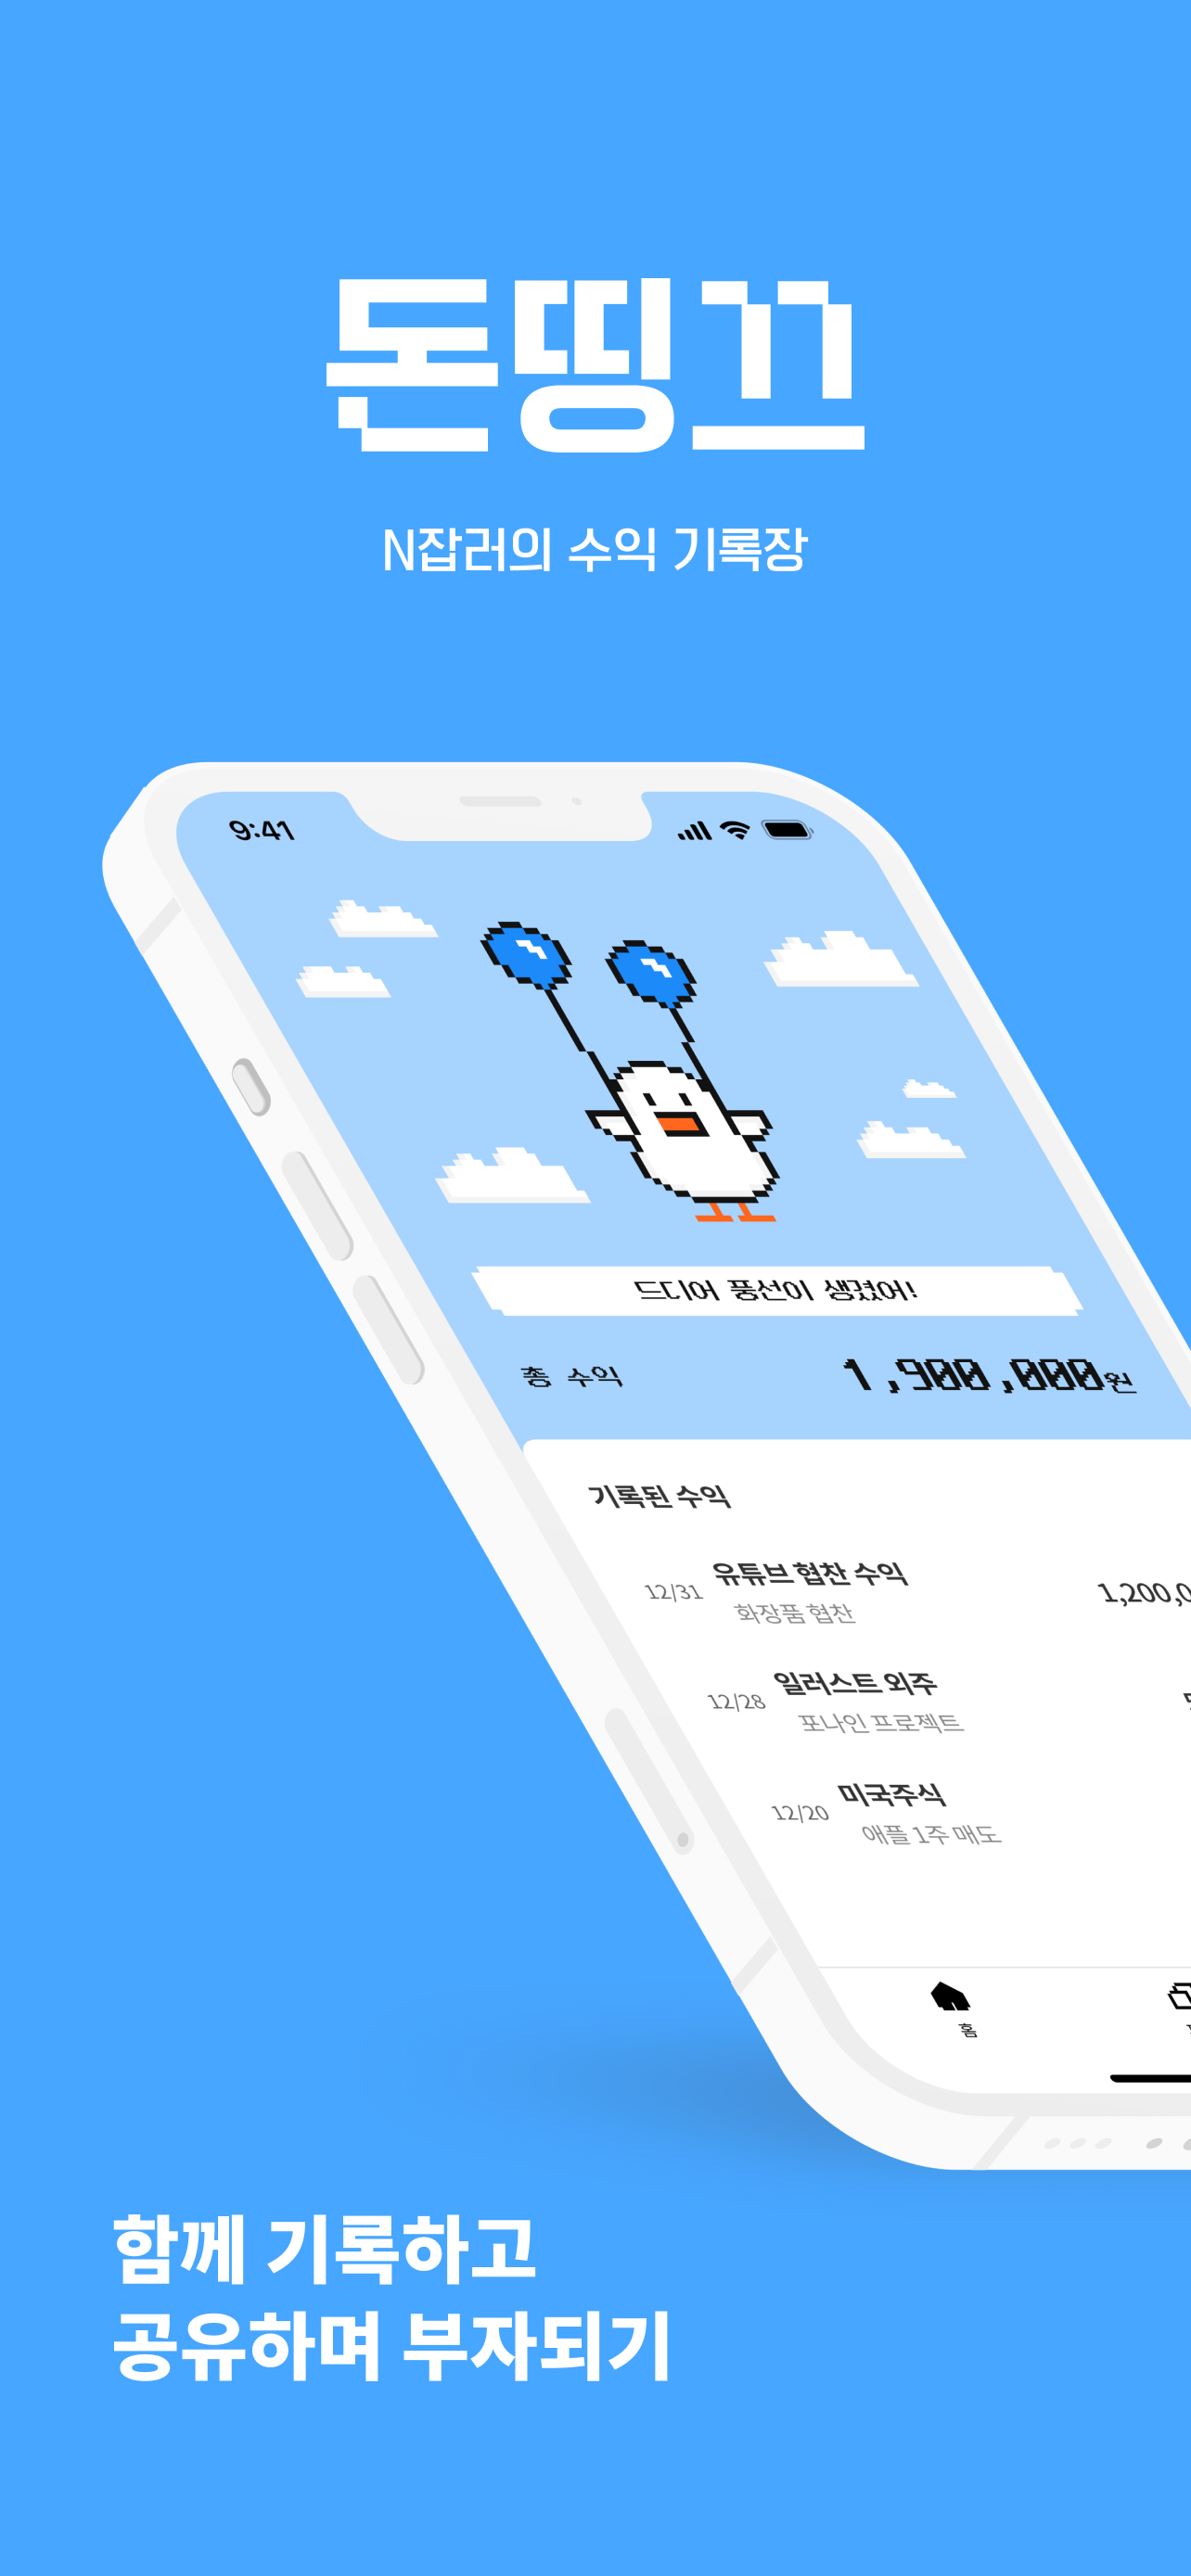 돈띵끄
N잡러의 수익 기록장
9:41
드디어 풍선이 생겼어!
총 수익 1,900,000원
기록된 수익
12/31 유튜브 협찬 수익 1,200,0
화장품 협찬
12/28 일러스트 외주
포나인 프로젝트
12/20 미국주식
애플 1주 매도
홈
함께 기록하고
공유하며 부자되기